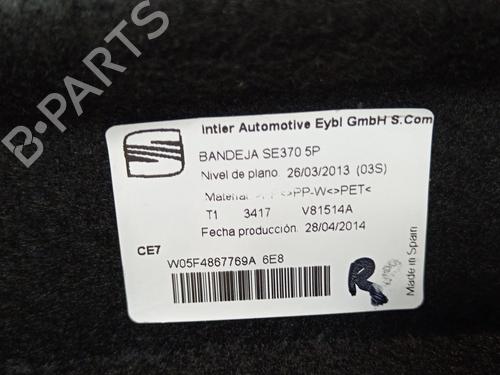 Intier Automotive Eybl GmbH S.Com
BANDEJA SE370 5P
Nivel de plano 26/03/2013 (03S)
Material <>PP-W<>PET<
T1 3417 V81514A
Fecha producción 28/04/2014
CE7
W05F4867769A 6E8
R
Made in Spain
B-PARTS